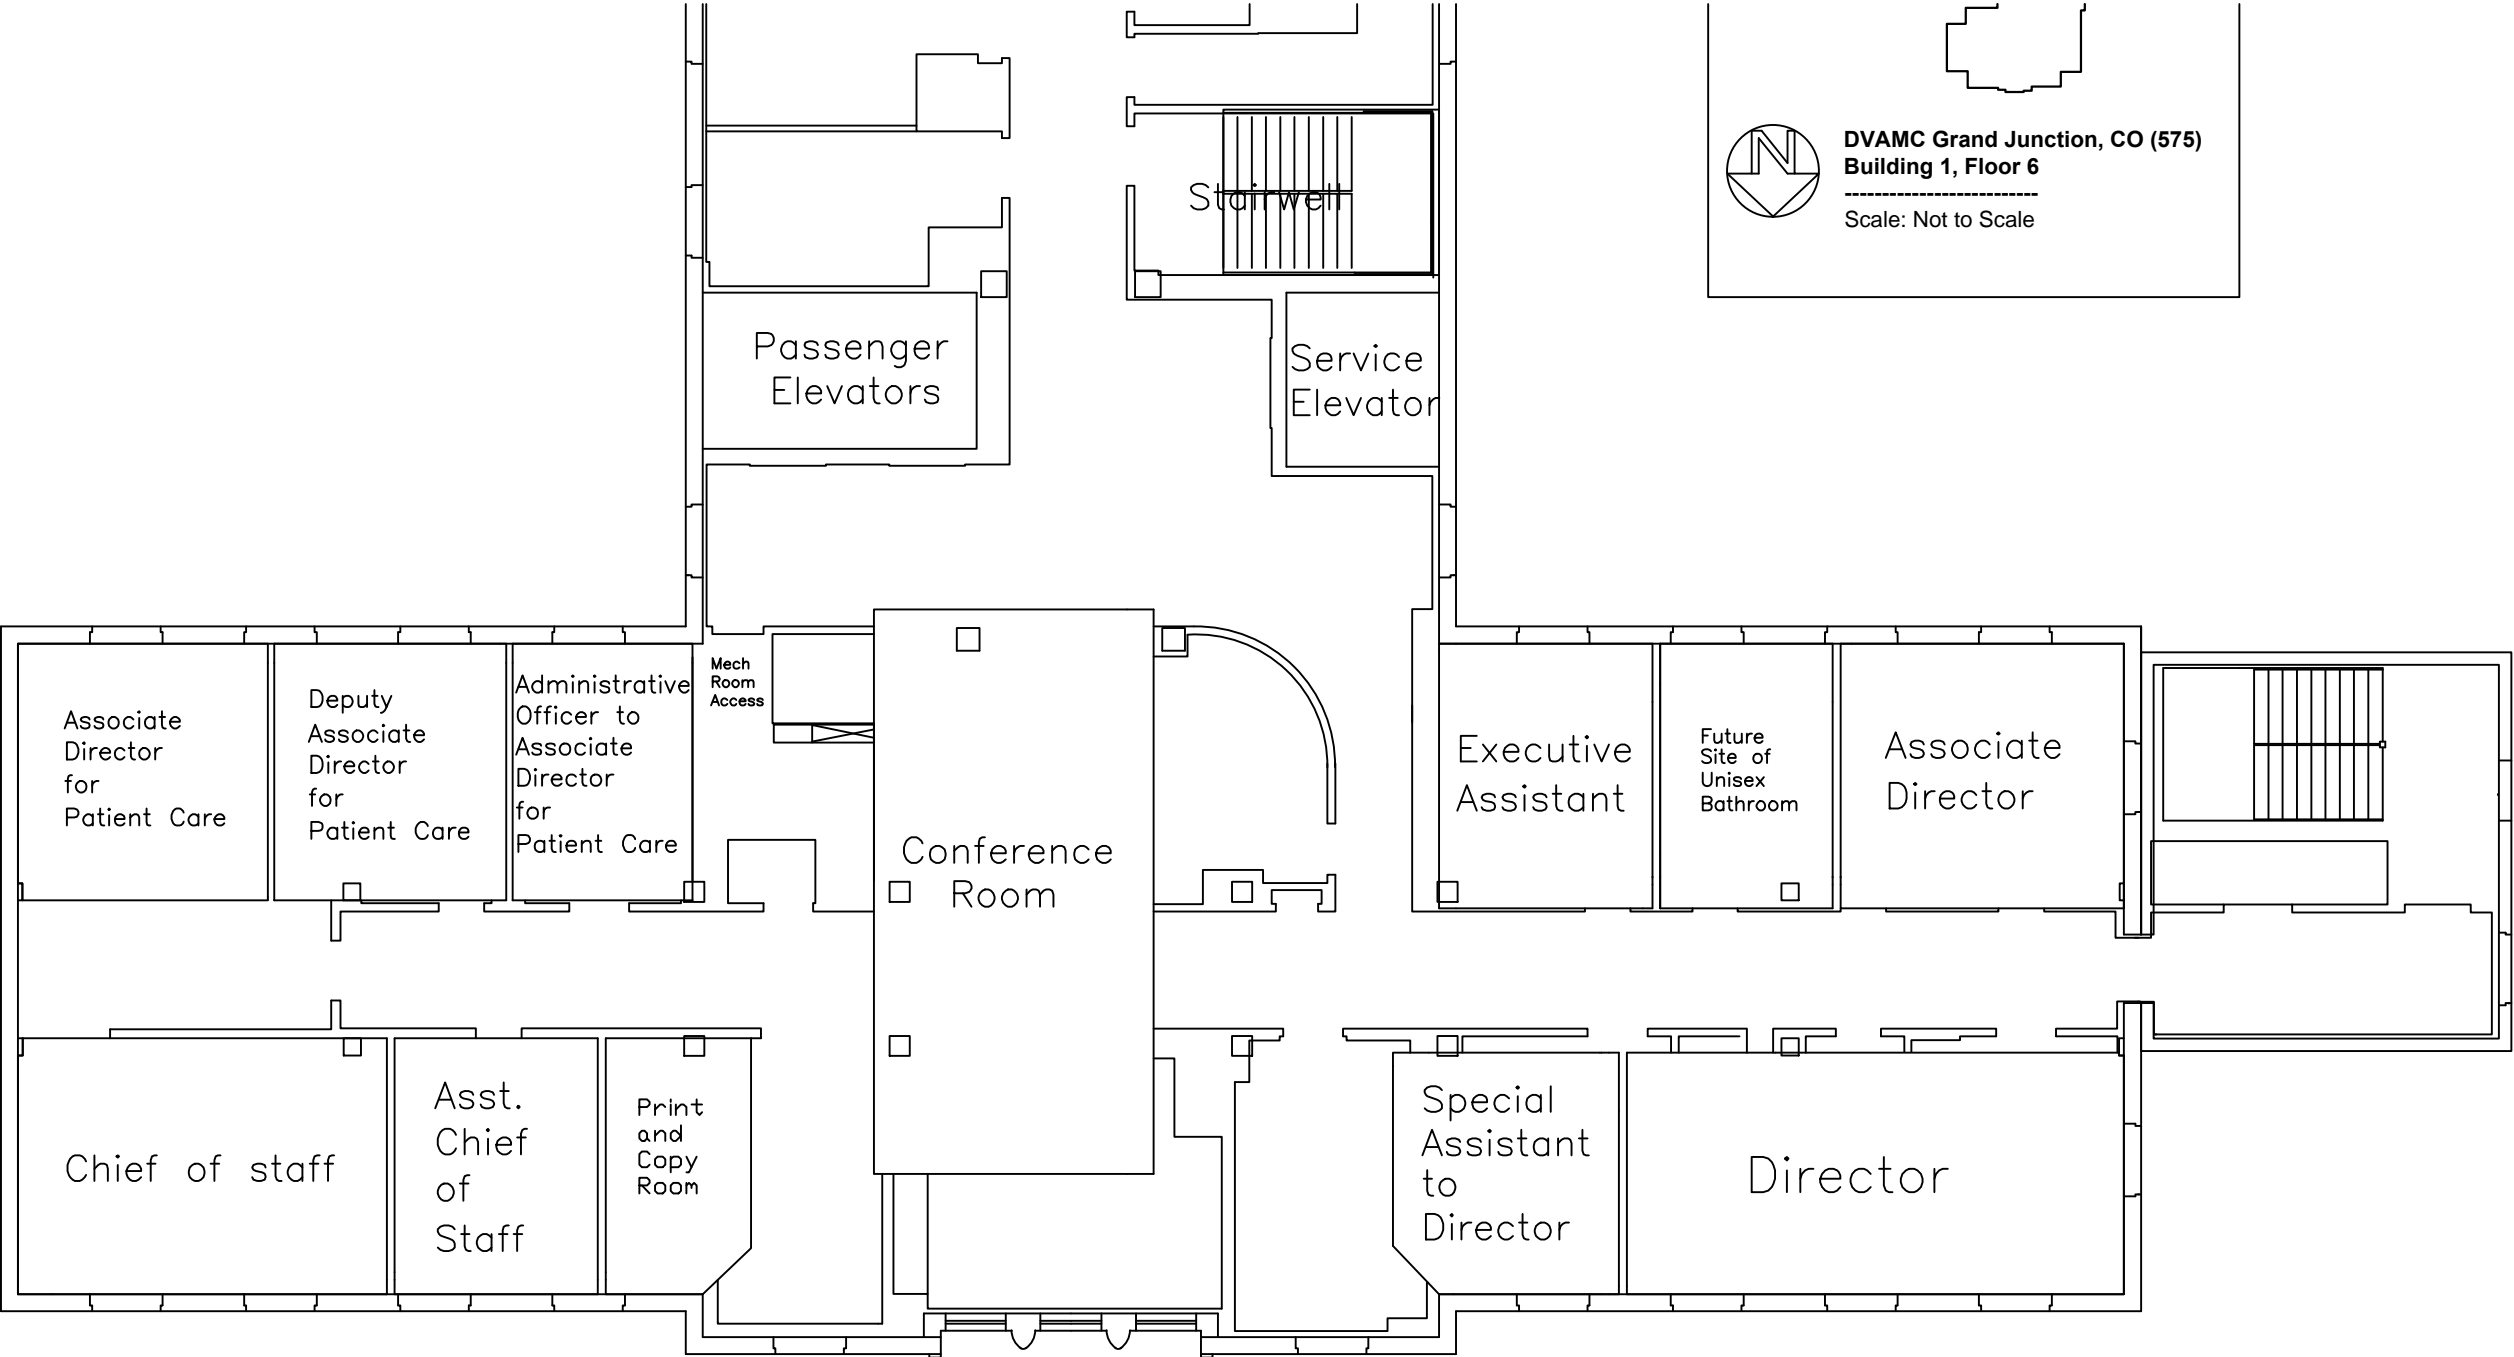 N
DVAMC Grand Junction, CO (575)
Building 1, Floor 6
--------------------------
Scale: Not to Scale
Stairwell
Passenger
Elevators
Service
Elevator
Associate
Director
for
Patient Care
Deputy
Associate
Director
for
Patient Care
Administrative
Officer to
Associate
Director
for
Patient Care
Mech
Room
Access
Conference
Room
Executive
Assistant
Future
Site of
Unisex
Bathroom
Associate
Director
Chief of staff
Asst.
Chief
of
Staff
Print
and
Copy
Room
Special
Assistant
to
Director
Director